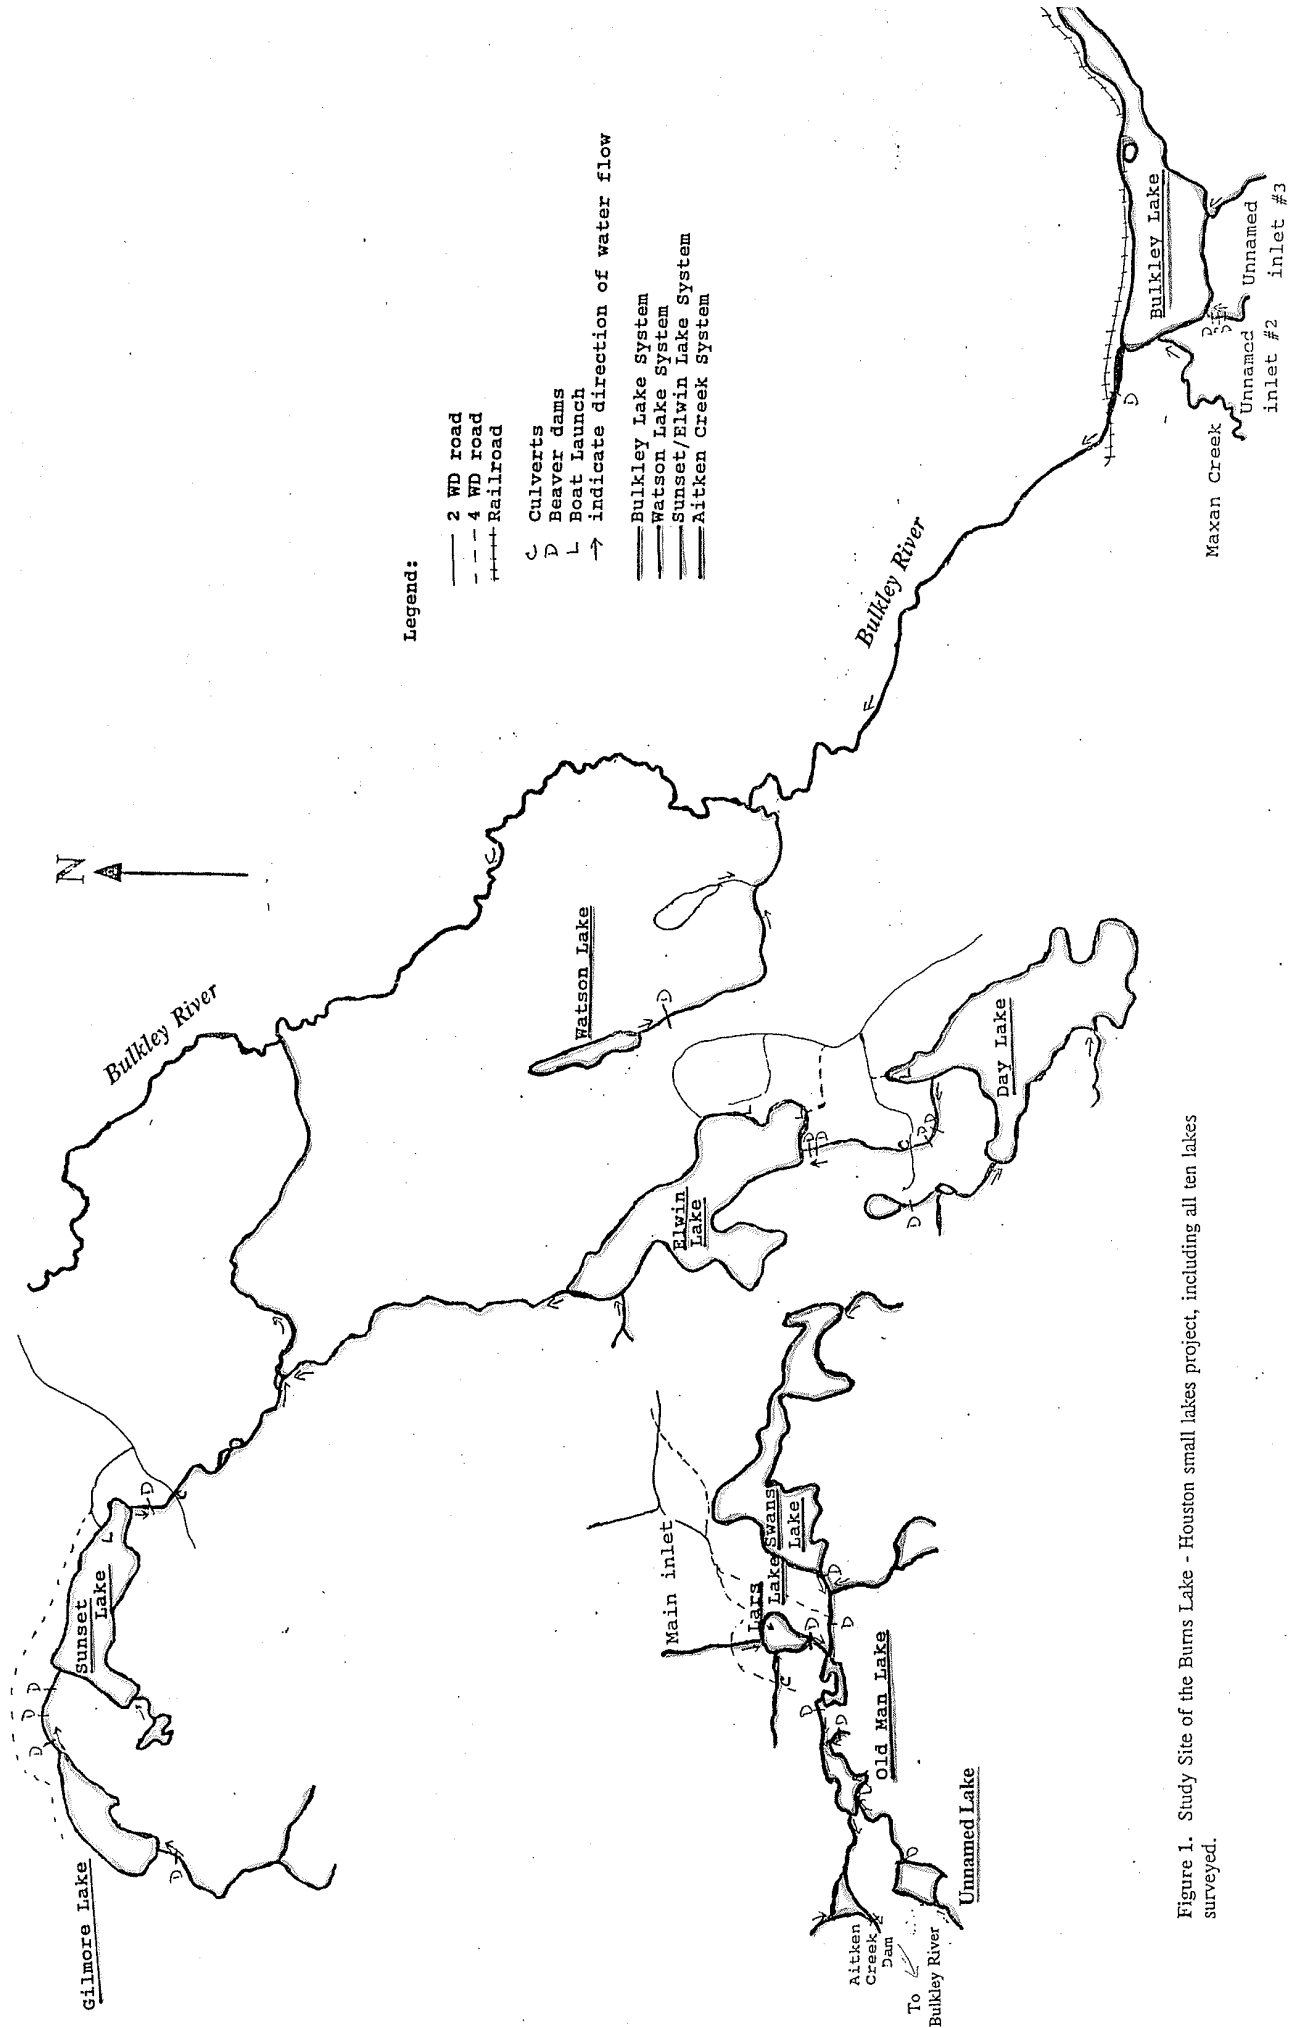 N
Bulkley River
Legend:
2 WD road
4 WD road
Railroad
C Culverts
D Beaver dams
L Boat Launch
→ indicate direction of water flow
Bulkley Lake System
Watson Lake System
Sunset/Elwin Lake System
Aitken Creek System
Gilmore Lake
D
D
D
D
Sunset
Lake
L
D
C
Watson Lake
D
Elwin
Lake
L
L
D
D
C
D
D
D
Day Lake
L
Bulkley River
D
Bulkley Lake
D
D
Maxan Creek
Unnamed
inlet #2
Unnamed
inlet #3
Main inlet
Lars
Lake
Swans
Lake
C
D
D
D
D
D
D
D
Old Man Lake
Unnamed Lake
Aitken
Creek
Dam
To
Bulkley River
Figure 1. Study Site of the Burns Lake - Houston small lakes project, including all ten lakes
surveyed.